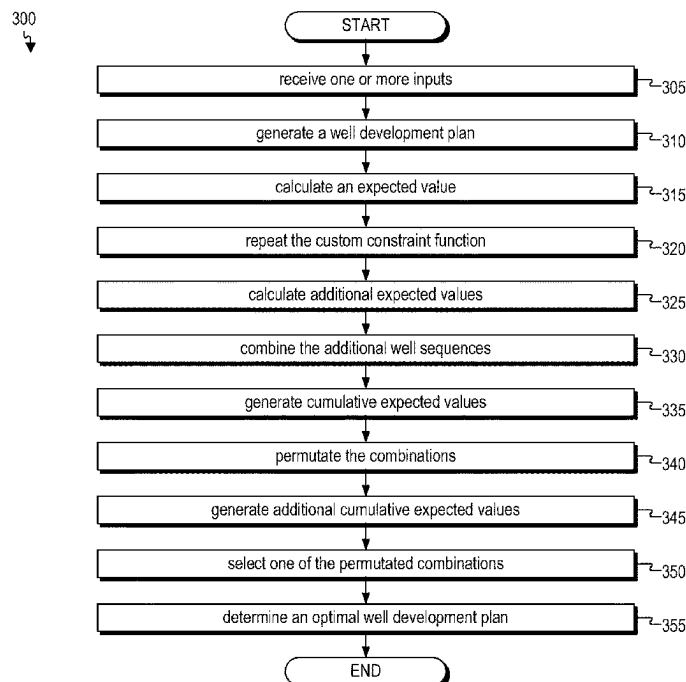 300
START
receive one or more inputs
305
generate a well development plan
310
calculate an expected value
315
repeat the custom constraint function
320
calculate additional expected values
325
combine the additional well sequences
330
generate cumulative expected values
335
permutate the combinations
340
generate additional cumulative expected values
345
select one of the permutated combinations
350
determine an optimal well development plan
355
END